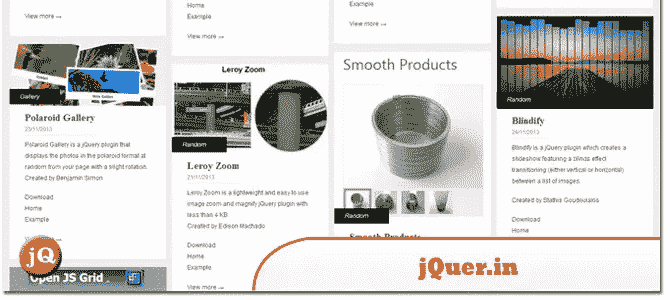 View more →
Gallery
Polaroid Gallery
23/11/2013
Polaroid Gallery is a jQuery plugin that
displays the photos in the polaroid format at
random from your page with a slight rotation.
Created by Benjamin Simon
Download
Home
Example
jQ
Open JS Grid
Home
Example
View more →
Leroy Zoom
Random
Leroy Zoom
21/11/2013
Leroy Zoom is a lightweight and easy to use
image zoom and magnify jQuery plugin with
less than 4 KB
Created by Edison Machado
Download
Home
Example
View more →
Example
View more →
Smooth Products
Random
Smooth Products
Random
Blindify
24/11/2013
Blindify is a jQuery plugin which creates a
slideshow featuring a blinds effect
transitioning (either vertical or horizontal)
between a list of images.
Created by Stathis Goudoulakis
Download
Home
jQuer.in